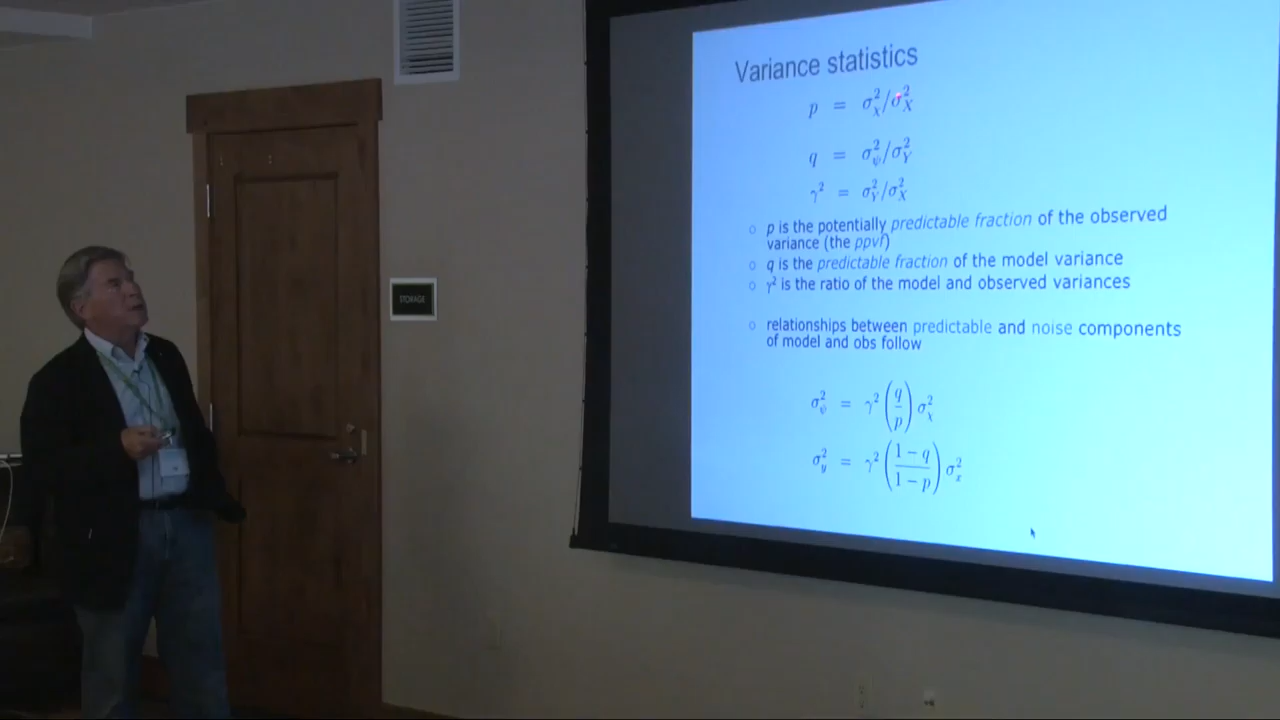 Variance statistics
p = σ²_χ/σ²_X
q = σ²_ψ/σ²_Y
γ² = σ²_Y/σ²_X
○ p is the potentially predictable fraction of the observed
variance (the ppvf)
○ q is the predictable fraction of the model variance
○ γ² is the ratio of the model and observed variances
○ relationships between predictable and noise components
of model and obs follow
σ²_ψ = γ² (q/p) σ²_χ
σ²_y = γ² ((1 − q)/(1 − p)) σ²_x
STORAGE